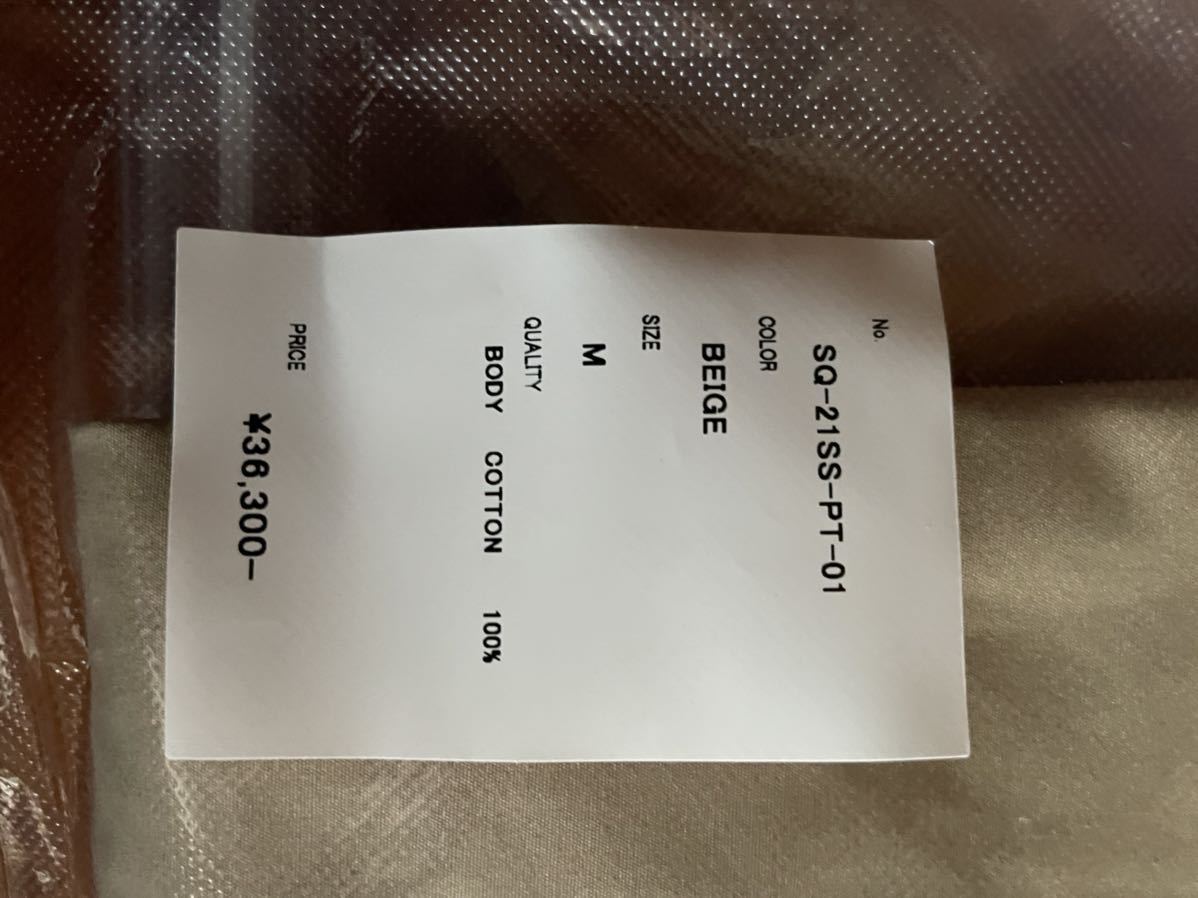 No.
SQ-21SS-PT-01
COLOR
BEIGE
SIZE
M
QUALITY
BODY COTTON 100%
PRICE
¥36,300-